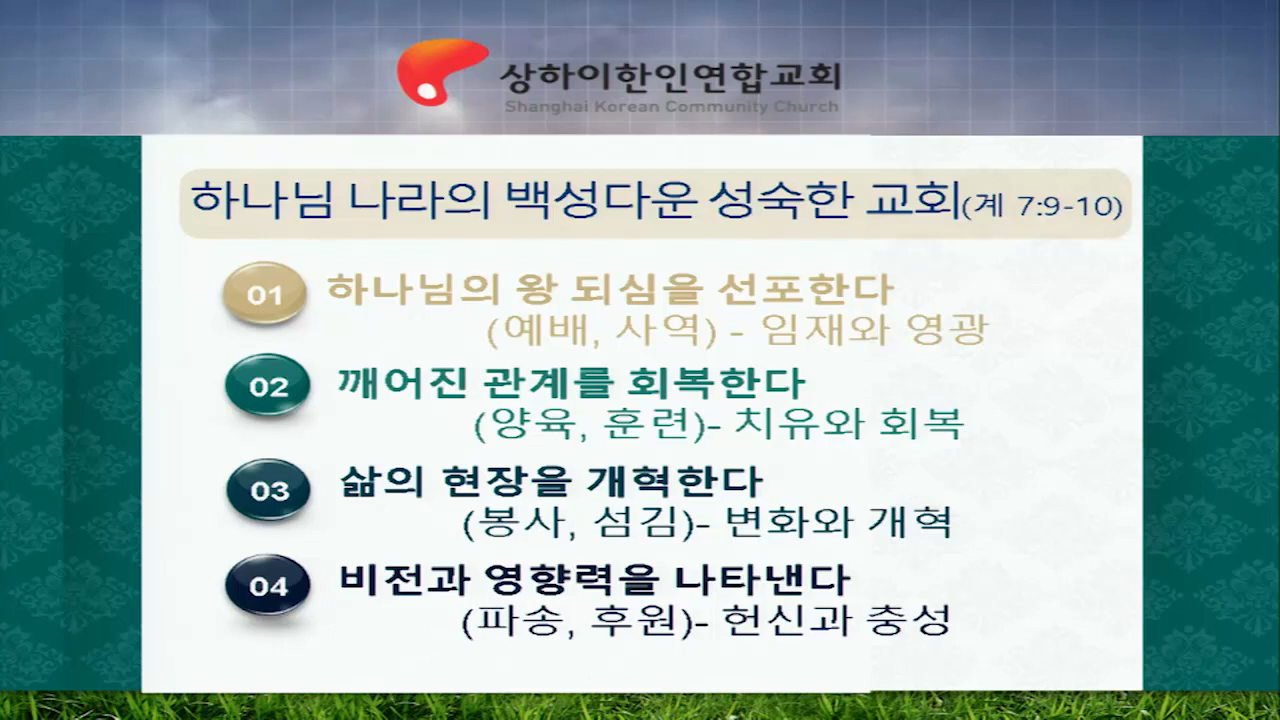 상하이한인연합교회
Shanghai Korean Community Church
하나님 나라의 백성다운 성숙한 교회(계 7:9-10)
01 하나님의 왕 되심을 선포한다
(예배, 사역) - 임재와 영광
02 깨어진 관계를 회복한다
(양육, 훈련)- 치유와 회복
03 삶의 현장을 개혁한다
(봉사, 섬김)- 변화와 개혁
04 비전과 영향력을 나타낸다
(파송, 후원)- 헌신과 충성